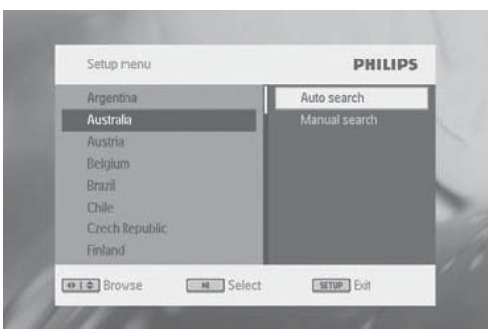 Setup menu
PHILIPS
Argentina
Australia
Austria
Belgium
Brazil
Chile
Czech Republic
Finland
Auto search
Manual search
Browse
Select
SETUP Exit